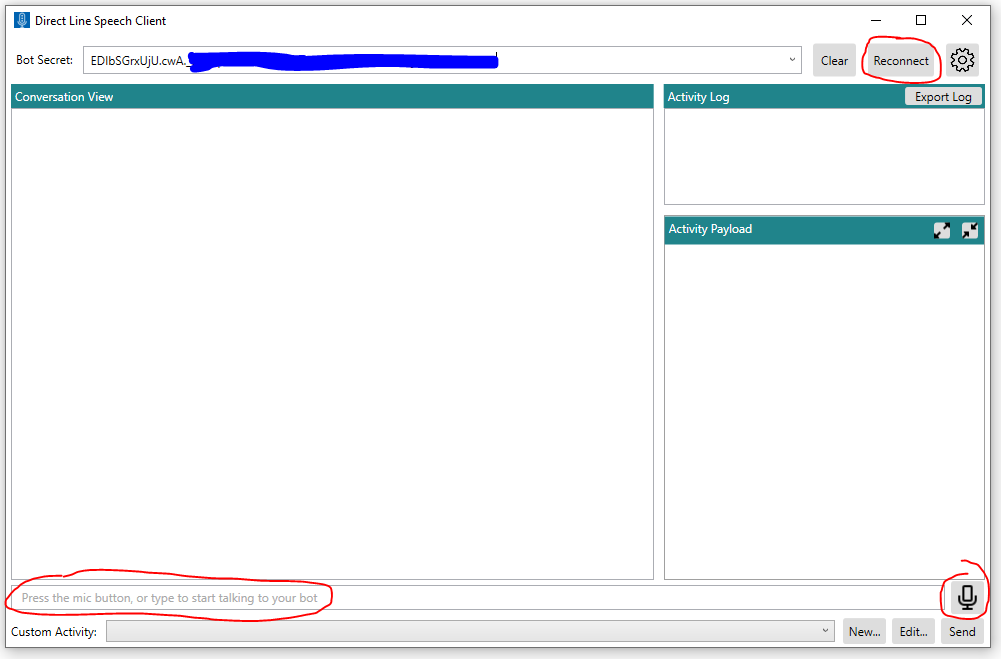 Direct Line Speech Client
Bot Secret: EDIbSGrxUjU.cwA._ Clear Reconnect
Conversation View
Activity Log Export Log
Activity Payload
Press the mic button, or type to start talking to your bot
Custom Activity: New... Edit... Send